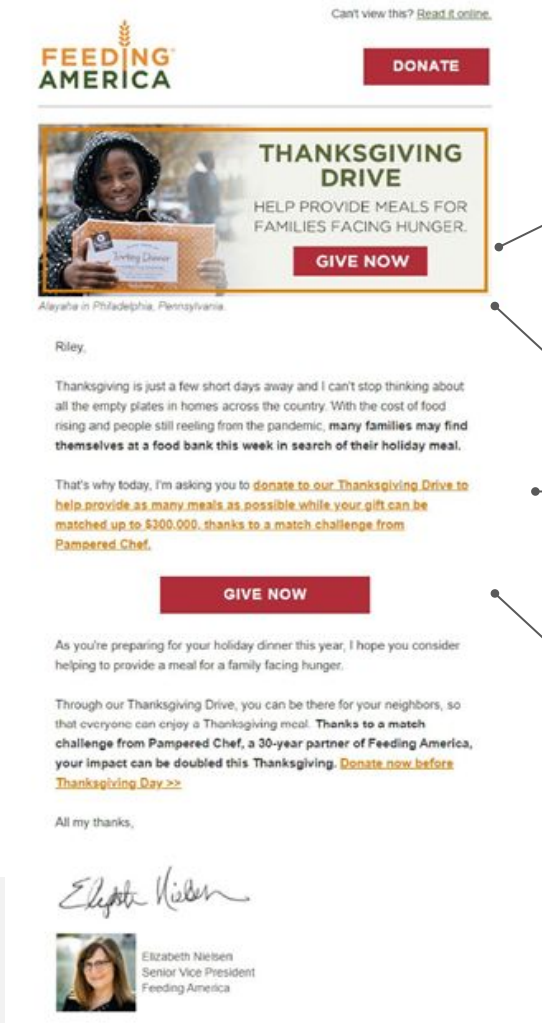 Can't view this? Read it online.
FEEDING
AMERICA
DONATE
THANKSGIVING
DRIVE
HELP PROVIDE MEALS FOR
FAMILIES FACING HUNGER.
GIVE NOW
Turkey Dinner
Alayaha in Philadelphia, Pennsylvania.
Riley,
Thanksgiving is just a few short days away and I can't stop thinking about
all the empty plates in homes across the country. With the cost of food
rising and people still reeling from the pandemic, many families may find
themselves at a food bank this week in search of their holiday meal.
That's why today, I'm asking you to donate to our Thanksgiving Drive to
help provide as many meals as possible while your gift can be
matched up to $300,000, thanks to a match challenge from
Pampered Chef.
GIVE NOW
As you're preparing for your holiday dinner this year, I hope you consider
helping to provide a meal for a family facing hunger.
Through our Thanksgiving Drive, you can be there for your neighbors, so
that everyone can enjoy a Thanksgiving meal. Thanks to a match
challenge from Pampered Chef, a 30-year partner of Feeding America,
your impact can be doubled this Thanksgiving. Donate now before
Thanksgiving Day >>
All my thanks,
Elizabeth Nielsen
Elizabeth Nielsen
Senior Vice President
Feeding America